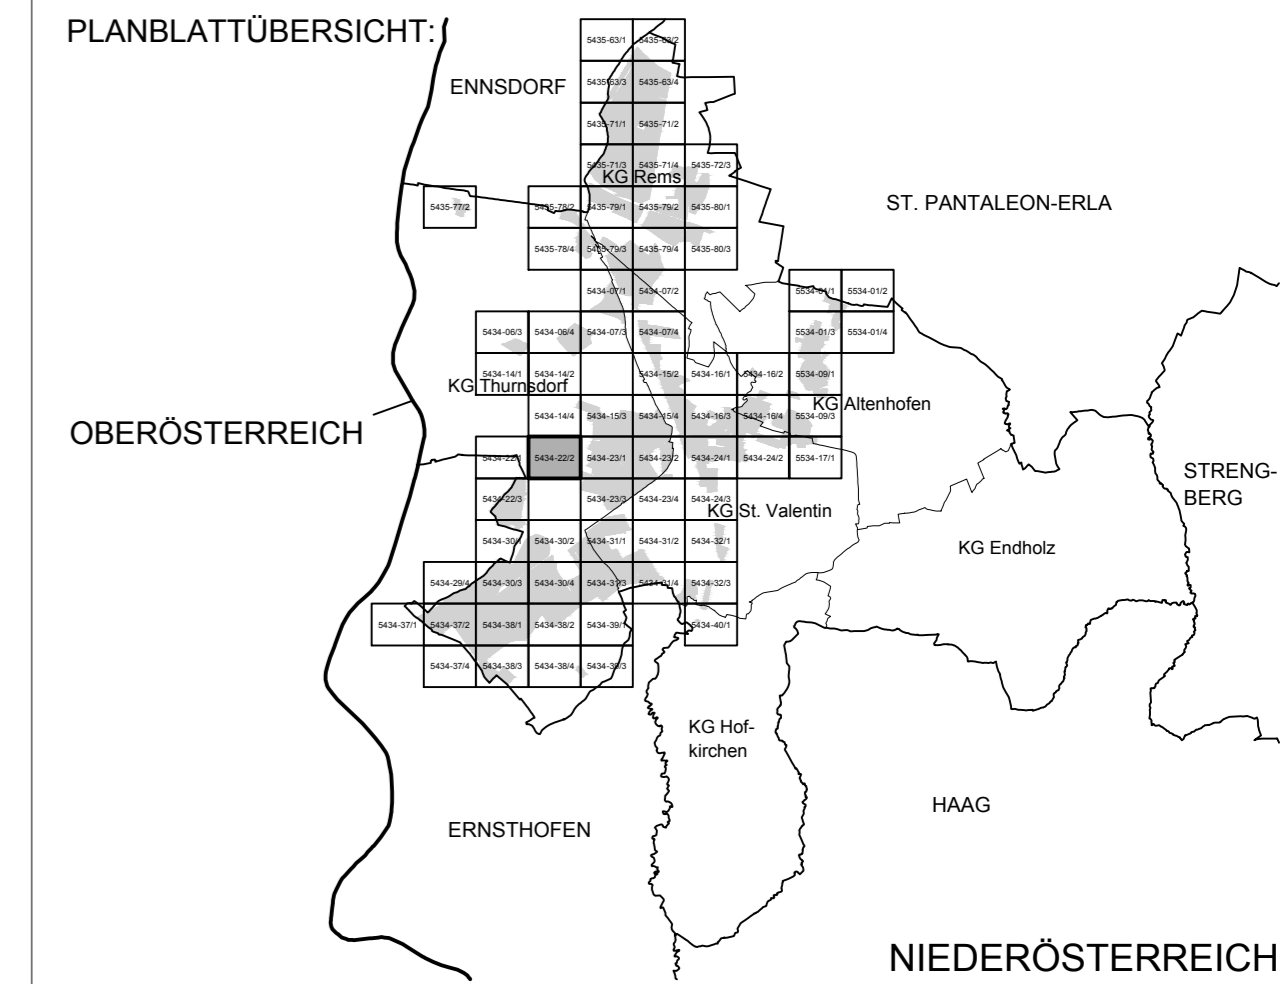 PLANBLATTÜBERSICHT:
5435-63/1 5435-63/2
ENNSDORF
5435-63/3 5435-63/4
5435-71/1 5435-71/2
5435-71/3 5435-71/4 5435-72/3
KG Rems
ST. PANTALEON-ERLA
5435-77/2 5435-78/2 5435-79/1 5435-79/2 5435-80/1
5435-78/4 5435-79/3 5435-79/4 5435-80/3
5434-07/1 5434-07/2 5534-01/1 5534-01/2
5434-06/3 5434-06/4 5434-07/3 5434-07/4 5534-01/3 5534-01/4
5434-14/1 5434-14/2 5434-15/2 5434-16/1 5434-16/2 5534-09/1
KG Thurnsdorf
KG Altenhofen
5434-14/4 5434-15/3 5434-15/4 5434-16/3 5434-16/4 5534-09/3
OBERÖSTERREICH
5434-22/1 5434-22/2 5434-23/1 5434-23/2 5434-24/1 5434-24/2 5534-17/1
STRENG-
BERG
5434-22/3 5434-23/3 5434-23/4 5434-24/3
KG St. Valentin
5434-30/1 5434-30/2 5434-31/1 5434-31/2 5434-32/1
KG Endholz
5434-29/4 5434-30/3 5434-30/4 5434-31/3 5434-31/4 5434-32/3
5434-37/1 5434-37/2 5434-38/1 5434-38/2 5434-39/1 5434-40/1
5434-37/4 5434-38/3 5434-38/4 5434-39/3
KG Hof-
kirchen
HAAG
ERNSTHOFEN
NIEDERÖSTERREICH